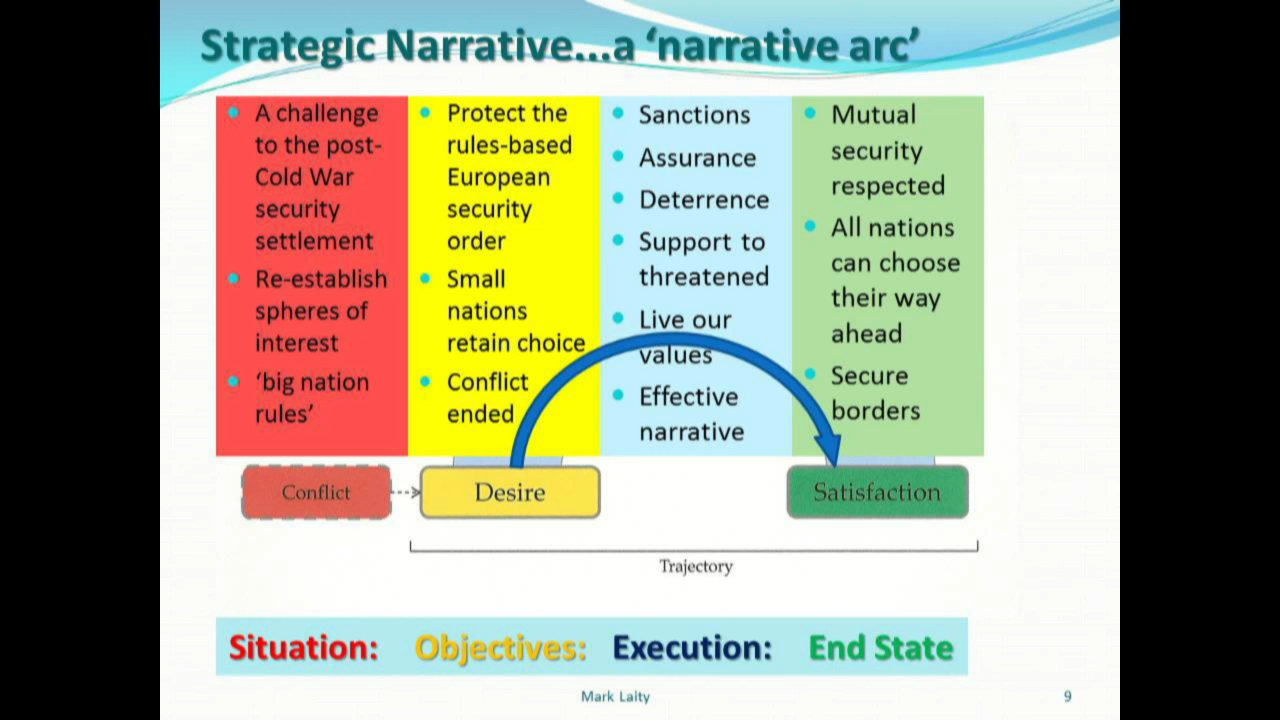 Strategic Narrative...a ‘narrative arc’
A challenge
to the post-
Cold War
security
settlement
Re-establish
spheres of
interest
‘big nation
rules’
Protect the
rules-based
European
security
order
Small
nations
retain choice
Conflict
ended
Sanctions
Assurance
Deterrence
Support to
threatened
Live our
values
Effective
narrative
Mutual
security
respected
All nations
can choose
their way
ahead
Secure
borders
Conflict
Desire
Satisfaction
Trajectory
Situation: Objectives: Execution: End State
Mark Laity
9